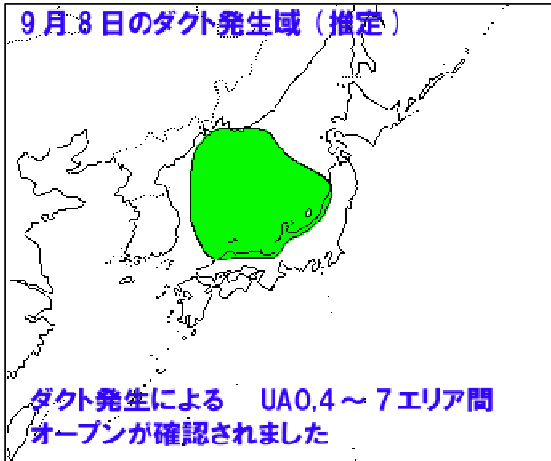 9月8日のダクト発生域（推定）
ダクト発生による　UA0,4～7エリア間
オープンが確認されました